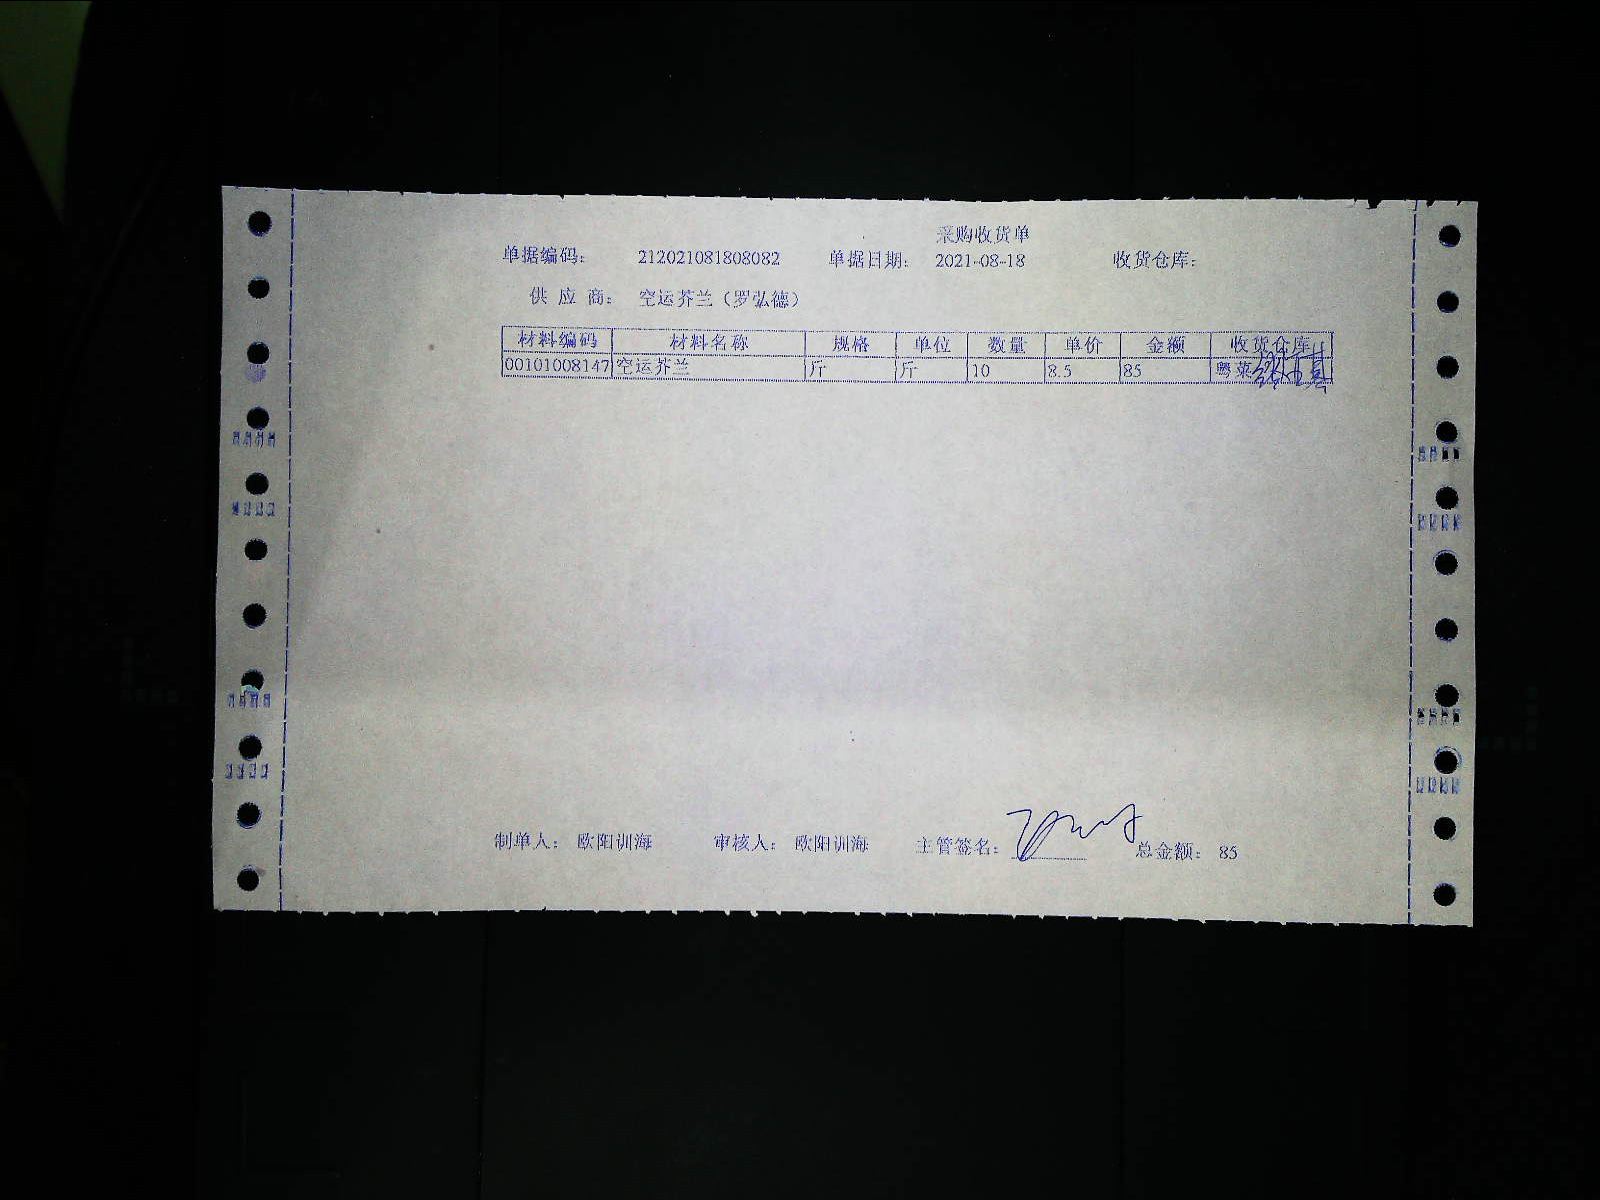 采购收货单
单据编码: 212021081808082 单据日期: 2021-08-18 收货仓库:
供 应 商: 空运芥兰（罗弘德）
材料编码 材料名称 规格 单位 数量 单价 金额 收货仓库
00101008147 空运芥兰 斤 斤 10 8.5 85 粤菜
制单人: 欧阳训海 审核人: 欧阳训海 主管签名: 总金额: 85